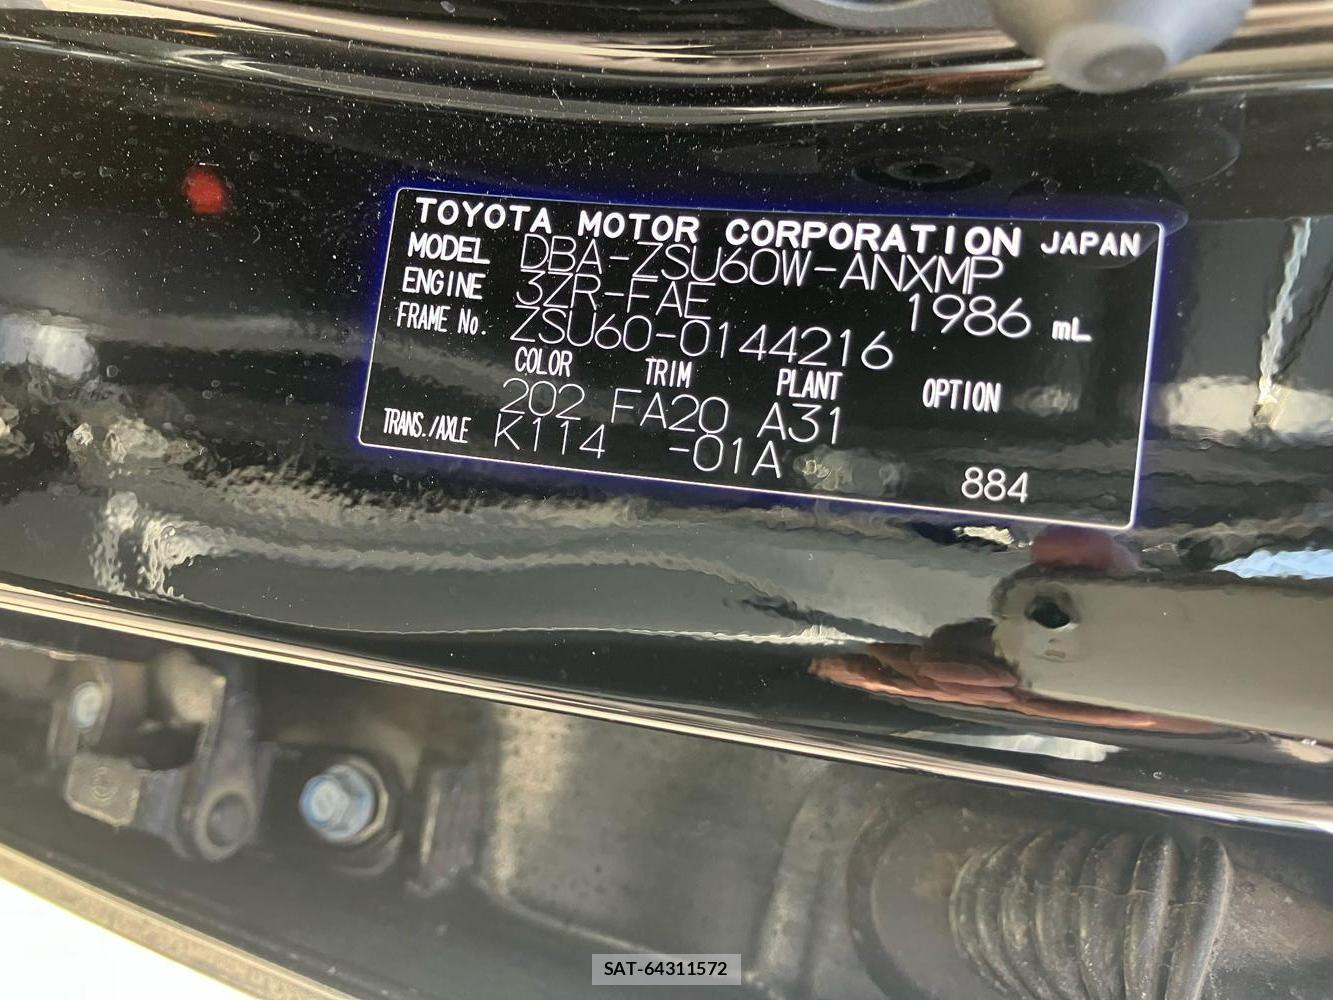 TOYOTA MOTOR CORPORATION JAPAN
MODEL DBA-ZSU60W-ANXMP
ENGINE 3ZR-FAE 1986 mL
FRAME No. ZSU60-0144216
COLOR TRIM PLANT OPTION
202 FA20 A31
TRANS./AXLE K114 -01A
884
SAT-64311572